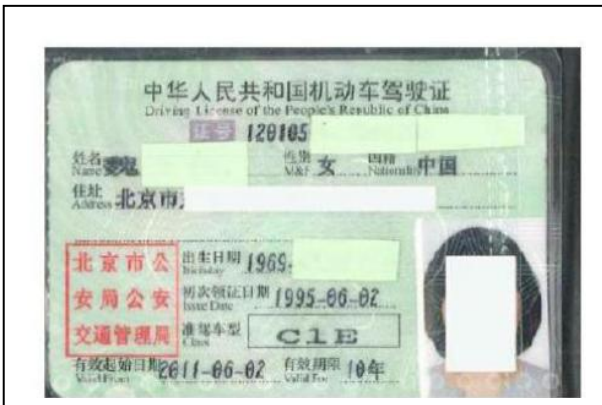 中华人民共和国机动车驾驶证
Driving License of the People's Republic of China
证号 120105
姓名 Name 性别 M&F 女 国籍 Nationality 中国
住址 Address 北京市
出生日期 Birthday 1969-
初次领证日期 Issue Date 1995-06-02
准驾车型 Class C1E
北京市公
安局公安
交通管理局
有效起始日期 Valid From 2011-06-02 有效期限 Valid For 10年